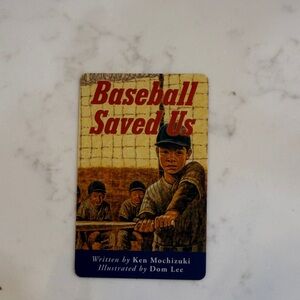 Baseball
Saved Us
Written by Ken Mochizuki
Illustrated by Dom Lee